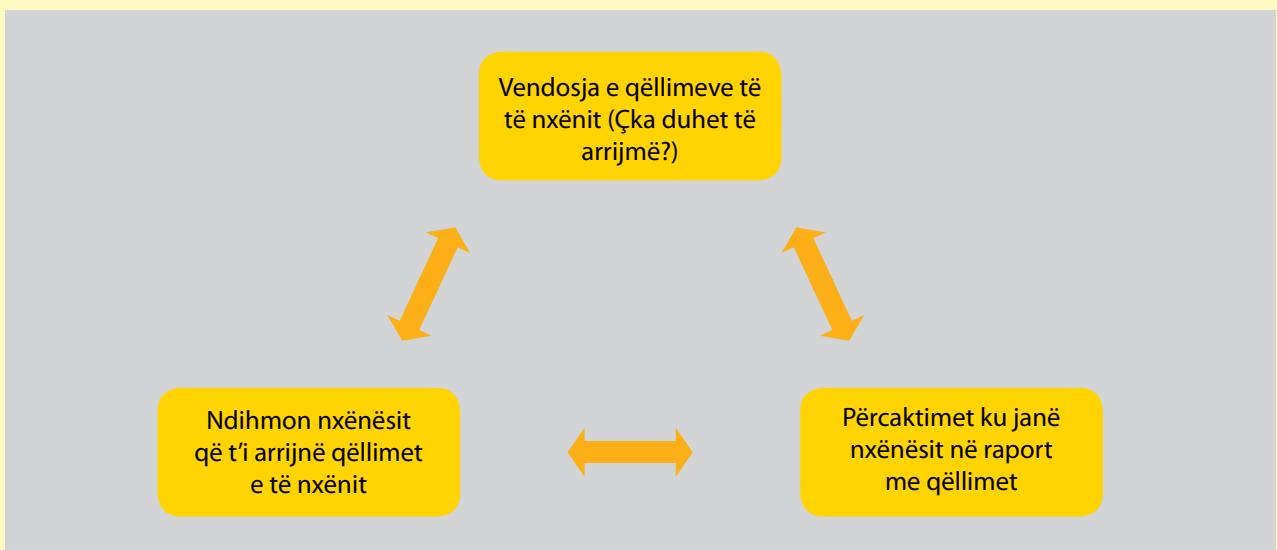 Vendosja e qëllimeve të
të nxënit (Çka duhet të
arrijmë?)
Ndihmon nxënësit
që t'i arrijnë qëllimet
e të nxënit
Përcaktimet ku janë
nxënësit në raport
me qëllimet